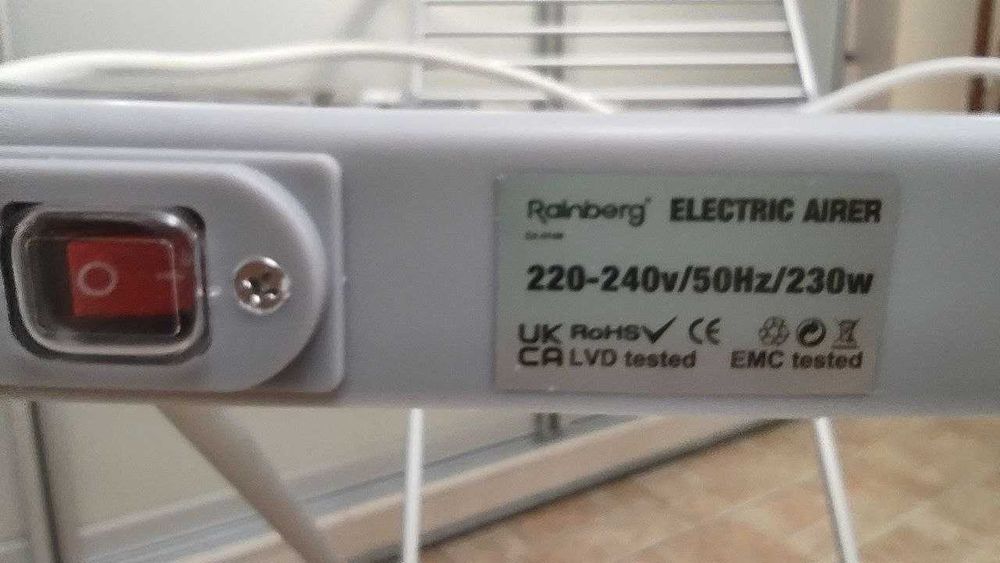 Rainberg ELECTRIC AIRER
220-240v/50Hz/230w
UK RoHS CE
CA LVD tested EMC tested